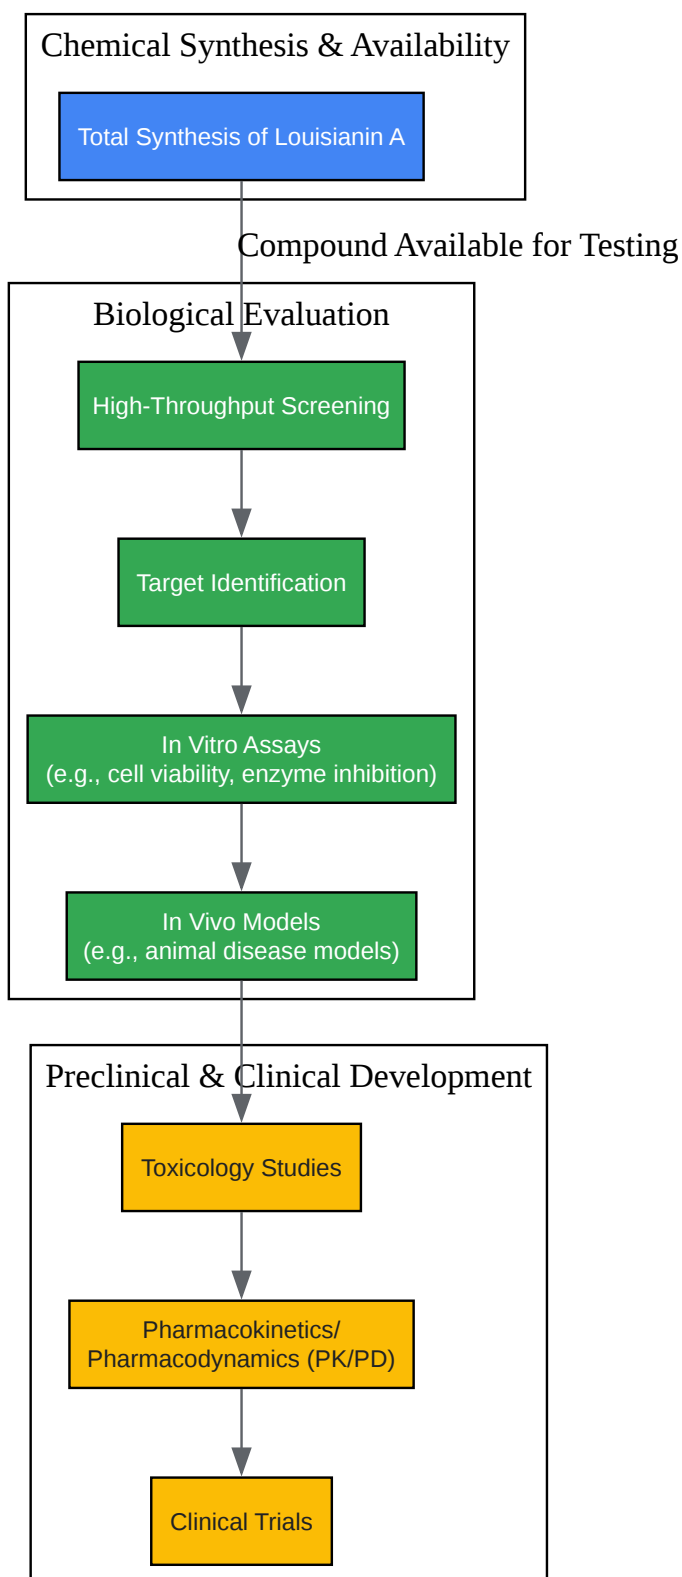 Chemical Synthesis & Availability
Total Synthesis of Louisianin A
Compound Available for Testing
Biological Evaluation
High-Throughput Screening
Target Identification
In Vitro Assays
(e.g., cell viability, enzyme inhibition)
In Vivo Models
(e.g., animal disease models)
Preclinical & Clinical Development
Toxicology Studies
Pharmacokinetics/
Pharmacodynamics (PK/PD)
Clinical Trials